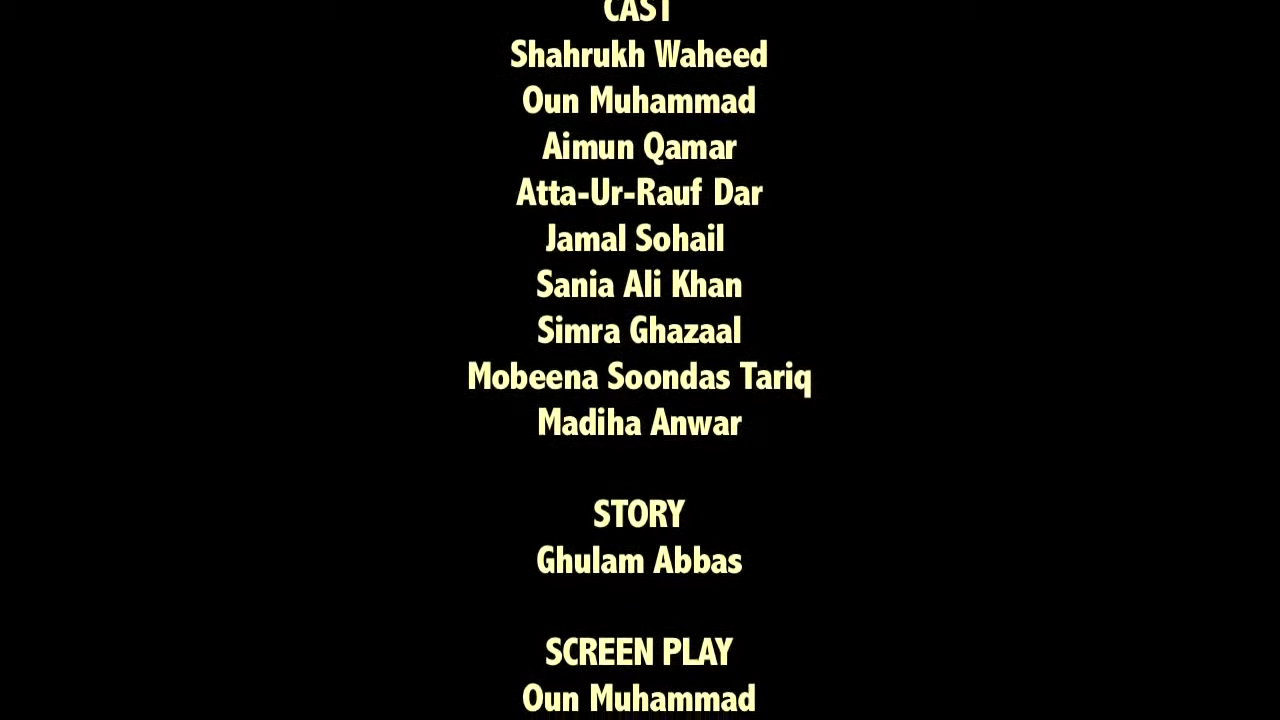 CAST
Shahrukh Waheed
Oun Muhammad
Aimun Qamar
Atta-Ur-Rauf Dar
Jamal Sohail
Sania Ali Khan
Simra Ghazaal
Mobeena Soondas Tariq
Madiha Anwar
STORY
Ghulam Abbas
SCREEN PLAY
Oun Muhammad